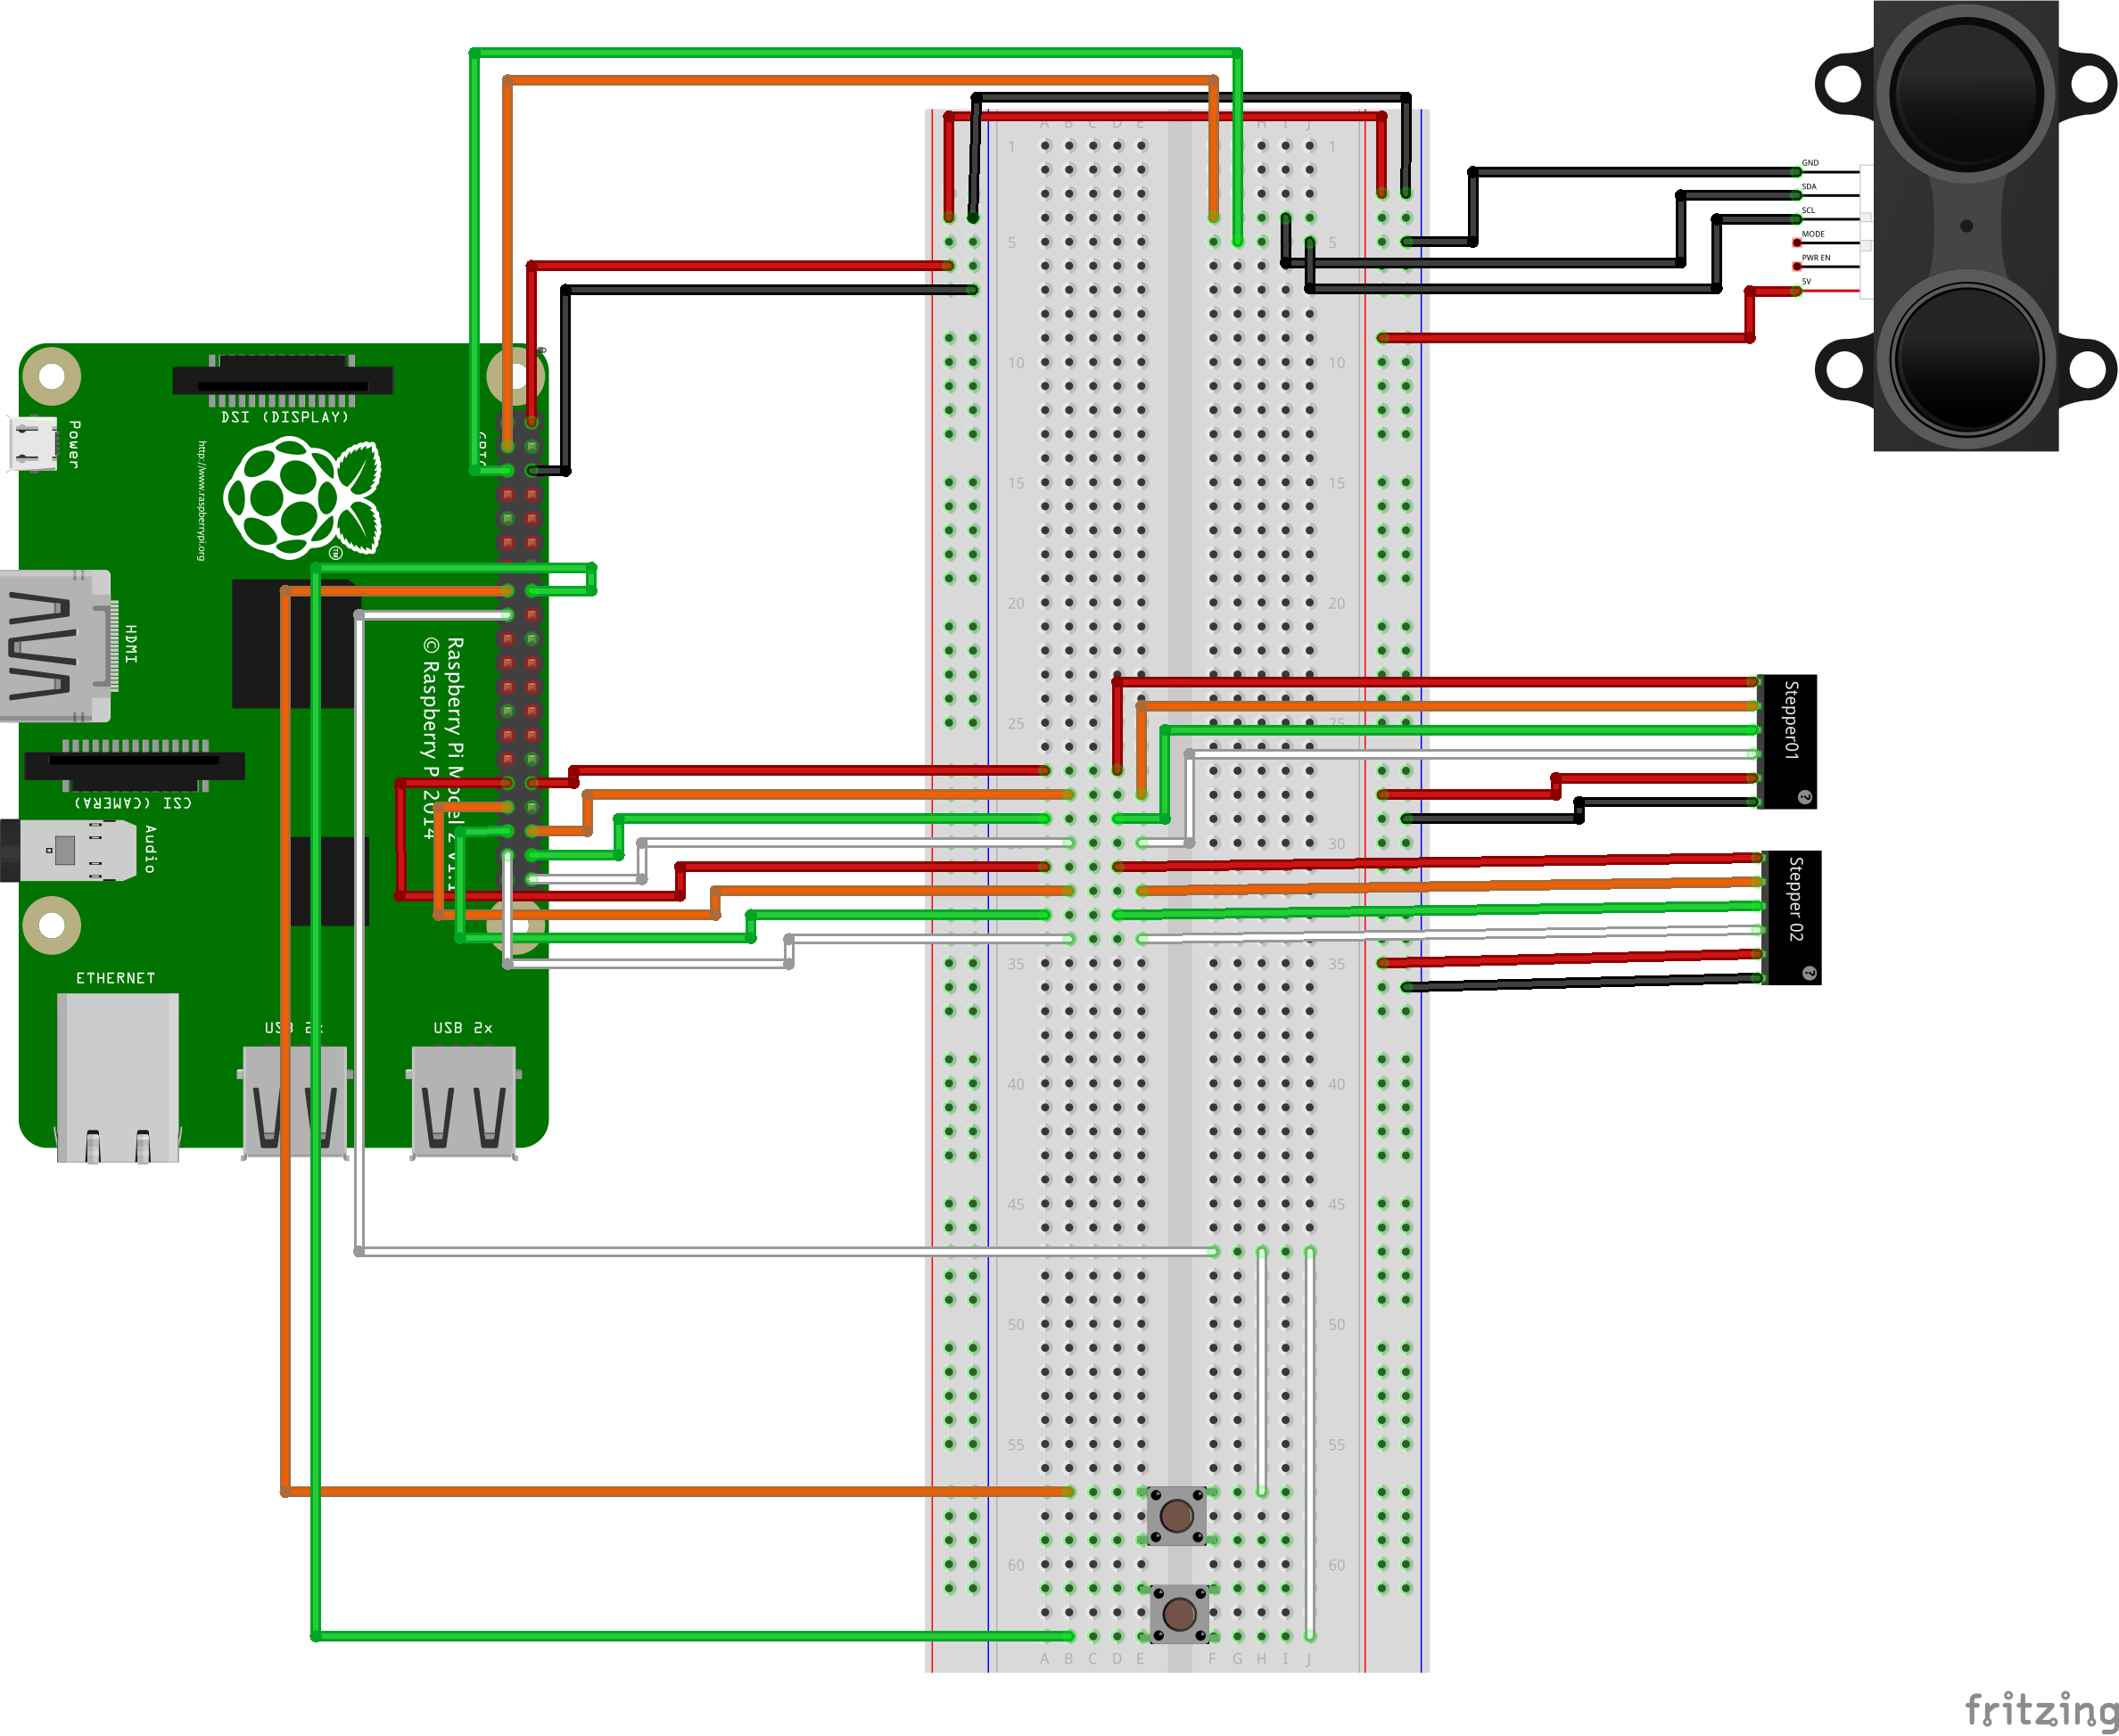 GND
SDA
SCL
MODE
PWR EN
5V
A B C D E H I J
1 1
5 5
10 10
15 15
20 20
25 25
30 30
35 35
40 40
45 45
50 50
55 55
60 60
A B C D E F G H I J
DSI (DISPLAY)
Power
http://www.raspberrypi.org
TM
HDMI
CSI (CAMERA)
Audio
ETHERNET
USB 2x
USB 2x
Raspberry Pi Model 2 v1.1
© Raspberry Pi 2014
Stepper01
?
Stepper 02
?
fritzing